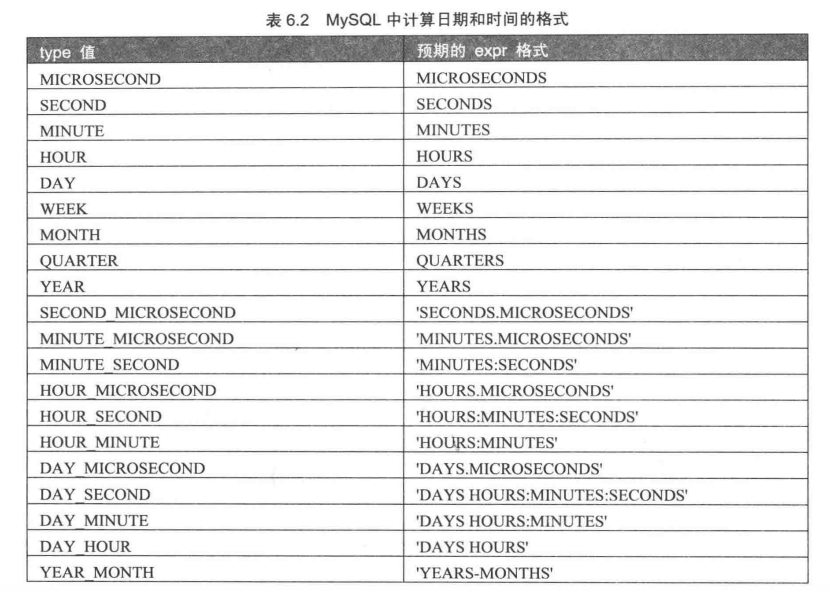 表 6.2 MySQL 中计算日期和时间的格式
type 值 预期的 expr 格式
MICROSECOND MICROSECONDS
SECOND SECONDS
MINUTE MINUTES
HOUR HOURS
DAY DAYS
WEEK WEEKS
MONTH MONTHS
QUARTER QUARTERS
YEAR YEARS
SECOND_MICROSECOND 'SECONDS.MICROSECONDS'
MINUTE_MICROSECOND 'MINUTES.MICROSECONDS'
MINUTE_SECOND 'MINUTES:SECONDS'
HOUR_MICROSECOND 'HOURS.MICROSECONDS'
HOUR_SECOND 'HOURS:MINUTES:SECONDS'
HOUR_MINUTE 'HOURS:MINUTES'
DAY_MICROSECOND 'DAYS.MICROSECONDS'
DAY_SECOND 'DAYS HOURS:MINUTES:SECONDS'
DAY_MINUTE 'DAYS HOURS:MINUTES'
DAY_HOUR 'DAYS HOURS'
YEAR_MONTH 'YEARS-MONTHS'